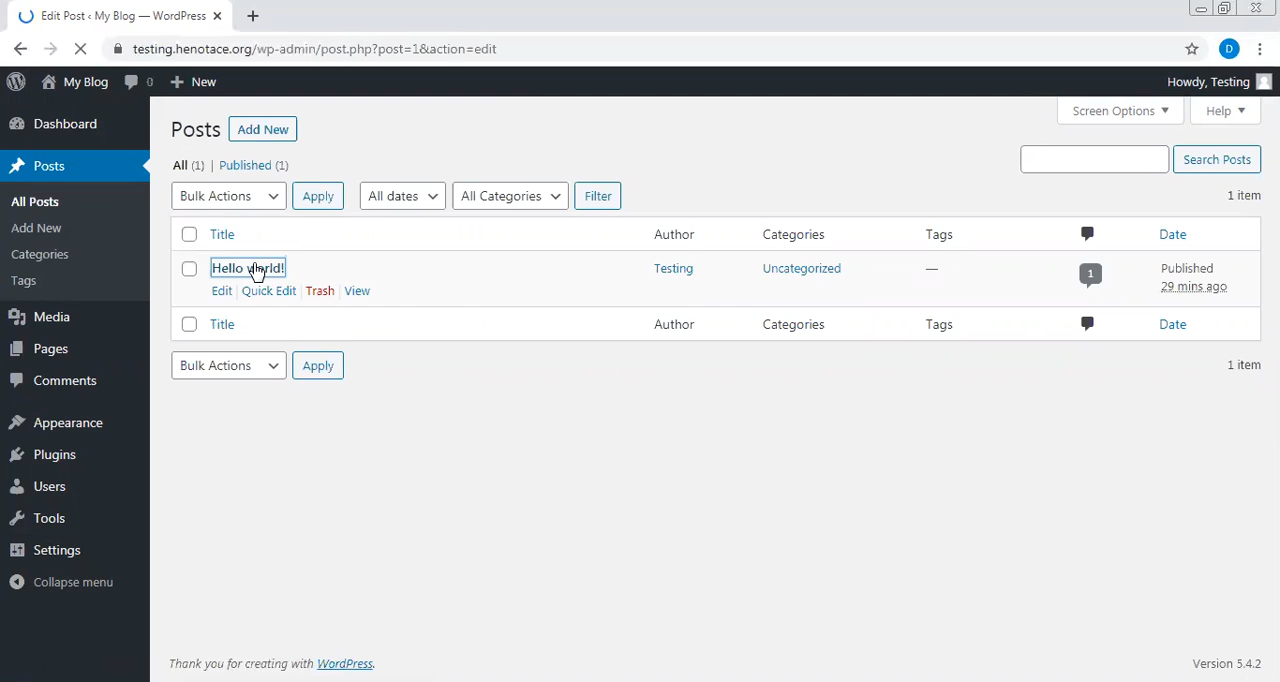 Edit Post ‹ My Blog — WordPress
testing.henotace.org/wp-admin/post.php?post=1&action=edit
D
My Blog 0 New Howdy, Testing
Screen Options Help
Dashboard
Posts
All Posts
Add New
Categories
Tags
Media
Pages
Comments
Appearance
Plugins
Users
Tools
Settings
Collapse menu
Posts Add New
All (1) | Published (1)
Search Posts
Bulk Actions Apply All dates All Categories Filter 1 item
Title Author Categories Tags Date
Hello world! Testing Uncategorized — 1 Published
29 mins ago
Edit | Quick Edit | Trash | View
Title Author Categories Tags Date
Bulk Actions Apply 1 item
Thank you for creating with WordPress. Version 5.4.2